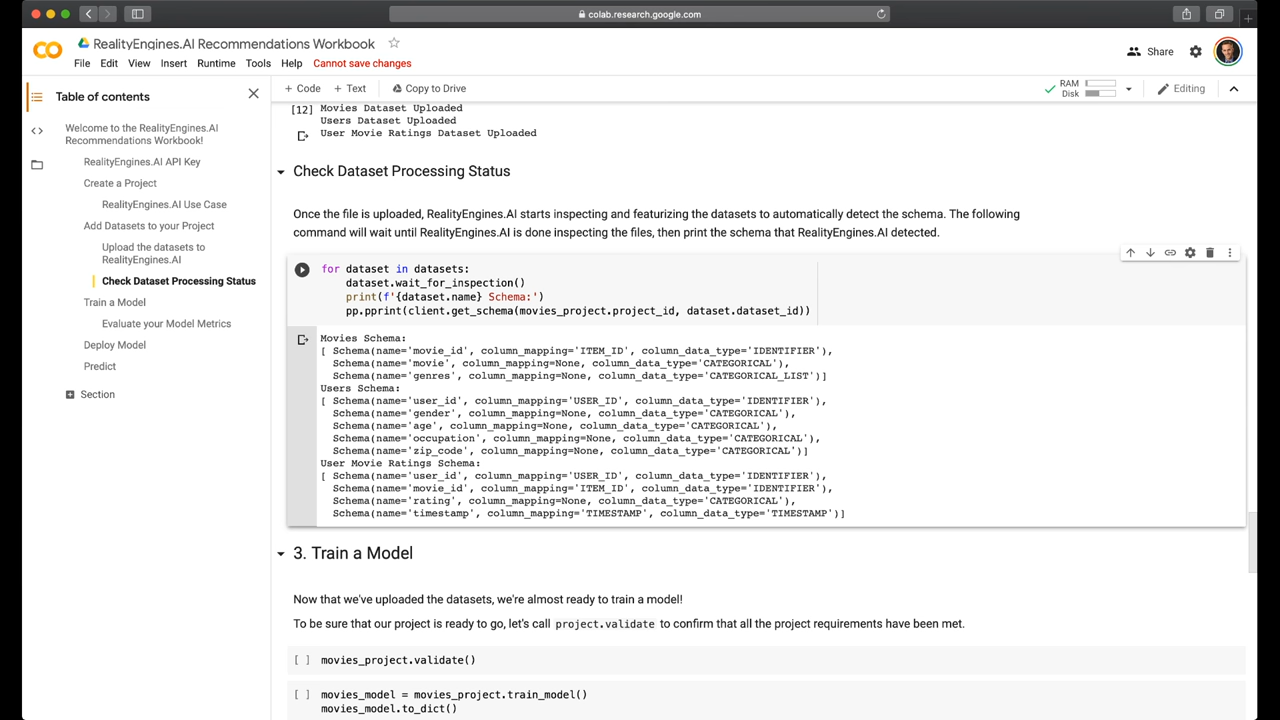 colab.research.google.com
RealityEngines.AI Recommendations Workbook
File Edit View Insert Runtime Tools Help Cannot save changes
Share
Table of contents
Welcome to the RealityEngines.AI
Recommendations Workbook!
RealityEngines.AI API Key
Create a Project
RealityEngines.AI Use Case
Add Datasets to your Project
Upload the datasets to
RealityEngines.AI
Check Dataset Processing Status
Train a Model
Evaluate your Model Metrics
Deploy Model
Predict
Section
+ Code + Text Copy to Drive
RAM
Disk
Editing
[12] Movies Dataset Uploaded
Users Dataset Uploaded
User Movie Ratings Dataset Uploaded
Check Dataset Processing Status
Once the file is uploaded, RealityEngines.AI starts inspecting and featurizing the datasets to automatically detect the schema. The following
command will wait until RealityEngines.AI is done inspecting the files, then print the schema that RealityEngines.AI detected.
for dataset in datasets:
dataset.wait_for_inspection()
print(f'{dataset.name} Schema:')
pp.pprint(client.get_schema(movies_project.project_id, dataset.dataset_id))
Movies Schema:
[ Schema(name='movie_id', column_mapping='ITEM_ID', column_data_type='IDENTIFIER'),
Schema(name='movie', column_mapping=None, column_data_type='CATEGORICAL'),
Schema(name='genres', column_mapping=None, column_data_type='CATEGORICAL_LIST')]
Users Schema:
[ Schema(name='user_id', column_mapping='USER_ID', column_data_type='IDENTIFIER'),
Schema(name='gender', column_mapping=None, column_data_type='CATEGORICAL'),
Schema(name='age', column_mapping=None, column_data_type='CATEGORICAL'),
Schema(name='occupation', column_mapping=None, column_data_type='CATEGORICAL'),
Schema(name='zip_code', column_mapping=None, column_data_type='CATEGORICAL')]
User Movie Ratings Schema:
[ Schema(name='user_id', column_mapping='USER_ID', column_data_type='IDENTIFIER'),
Schema(name='movie_id', column_mapping='ITEM_ID', column_data_type='IDENTIFIER'),
Schema(name='rating', column_mapping=None, column_data_type='CATEGORICAL'),
Schema(name='timestamp', column_mapping='TIMESTAMP', column_data_type='TIMESTAMP')]
3. Train a Model
Now that we've uploaded the datasets, we're almost ready to train a model!
To be sure that our project is ready to go, let's call project.validate to confirm that all the project requirements have been met.
[ ] movies_project.validate()
[ ] movies_model = movies_project.train_model()
movies_model.to_dict()